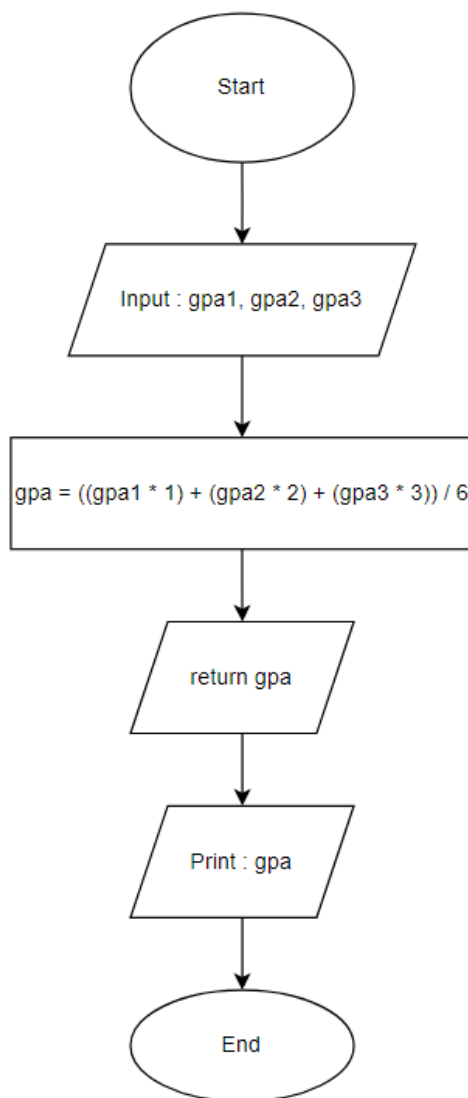 Start
Input : gpa1, gpa2, gpa3
gpa = ((gpa1 * 1) + (gpa2 * 2) + (gpa3 * 3)) / 6
return gpa
Print : gpa
End